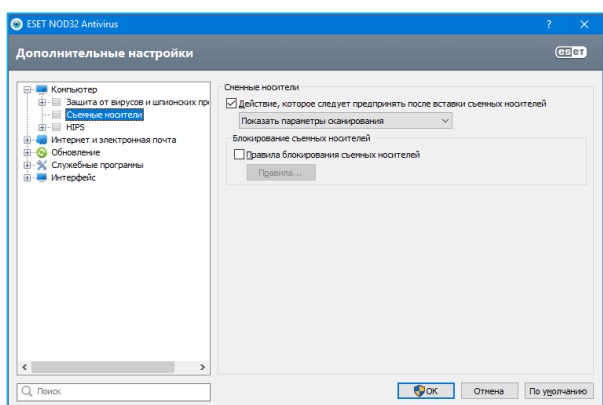 ESET NOD32 Antivirus
Дополнительные настройки
eset
Компьютер
Защита от вирусов и шпионских
Съемные носители
HIPS
Интернет и электронная почта
Обновление
Служебные программы
Интерфейс
Сменные носители
Действие, которое следует предпринять после вставки съемных носителей
Показать параметры сканирования
Блокирование съемных носителей
Правила блокирования съемных носителей
Правила...
Поиск
OK
Отмена
По умолчанию